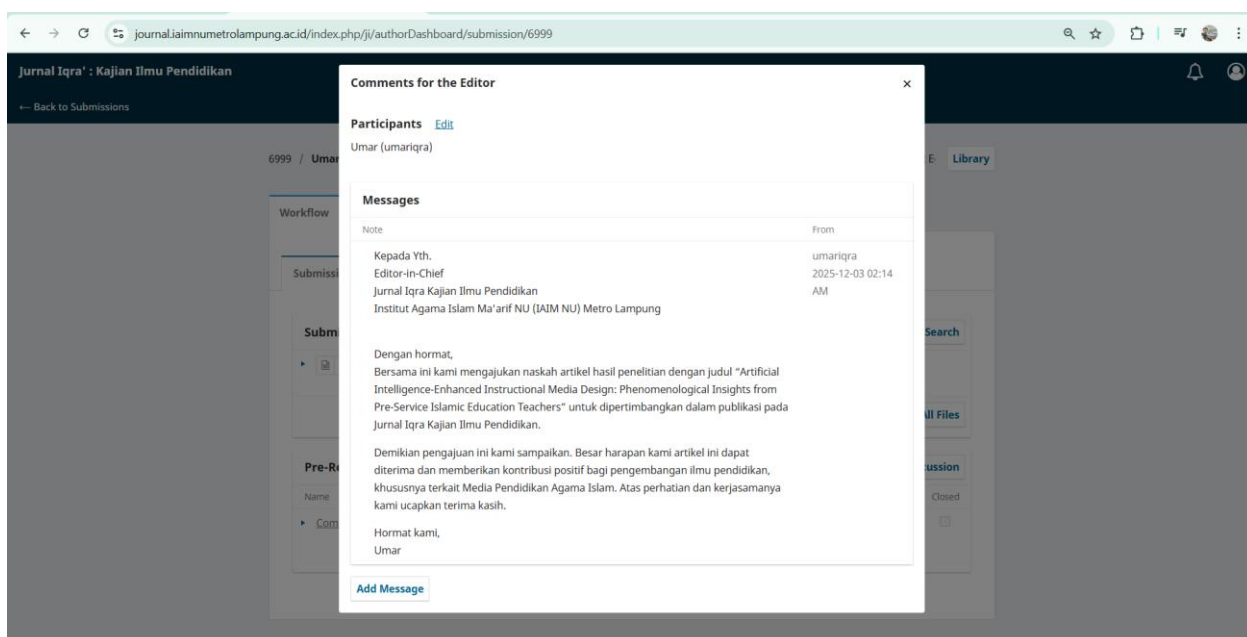 journal.iaimnumetrolampung.ac.id/index.php/ji/authorDashboard/submission/6999
Jurnal Iqra' : Kajian Ilmu Pendidikan
← Back to Submissions
6999 / Umar
E
Library
Workflow
Submissi
Subm
Search
All Files
Pre-Re
cussion
Name
Closed
Com
Comments for the Editor
×
Participants Edit
Umar (umariqra)
Messages
Note From
Kepada Yth.
Editor-in-Chief
Jurnal Iqra Kajian Ilmu Pendidikan
Institut Agama Islam Ma'arif NU (IAIM NU) Metro Lampung
umariqra
2025-12-03 02:14
AM
Dengan hormat,
Bersama ini kami mengajukan naskah artikel hasil penelitian dengan judul “Artificial
Intelligence-Enhanced Instructional Media Design: Phenomenological Insights from
Pre-Service Islamic Education Teachers” untuk dipertimbangkan dalam publikasi pada
Jurnal Iqra Kajian Ilmu Pendidikan.
Demikian pengajuan ini kami sampaikan. Besar harapan kami artikel ini dapat
diterima dan memberikan kontribusi positif bagi pengembangan ilmu pendidikan,
khususnya terkait Media Pendidikan Agama Islam. Atas perhatian dan kerjasamanya
kami ucapkan terima kasih.
Hormat kami,
Umar
Add Message